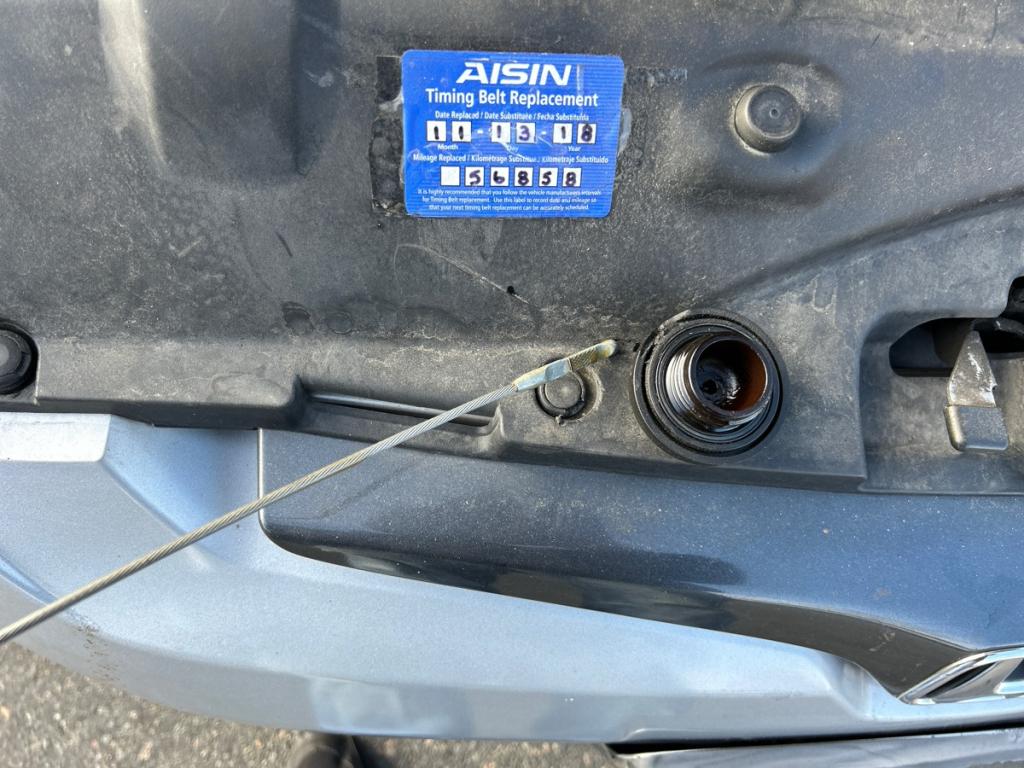 AISIN
Timing Belt Replacement
Date Replaced / Date Substitute / Fecha Substituida
11-13-18
Month Day Year
Mileage Replaced / Kilométrage Substitué / Kilometraje Substituido
56858
It is highly recommended that you follow the vehicle manufacturers intervals
for Timing Belt replacement. Use this label to record date and mileage so
that your next timing belt replacement can be accurately scheduled.